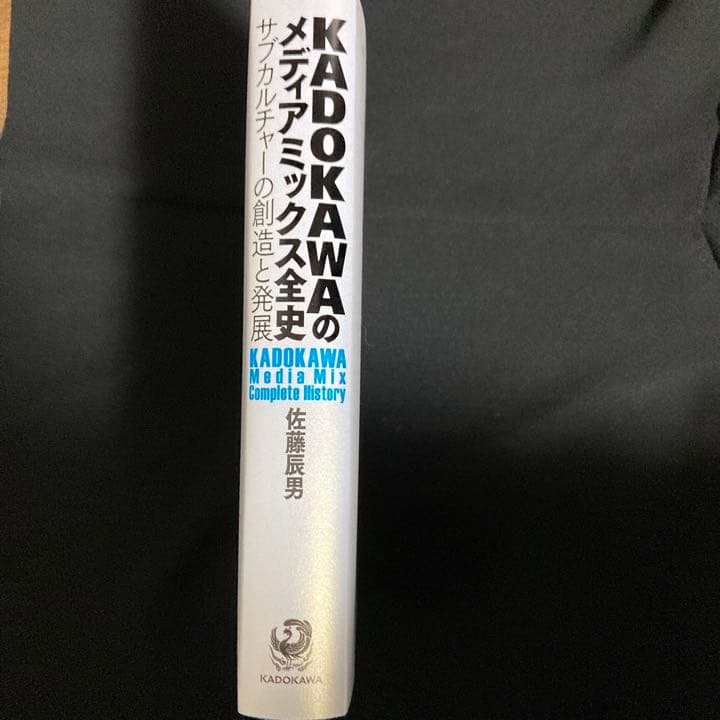 KADOKAWAの
メディアミックス全史
サブカルチャーの創造と発展
KADOKAWA
Media Mix
Complete History
佐藤辰男
KADOKAWA